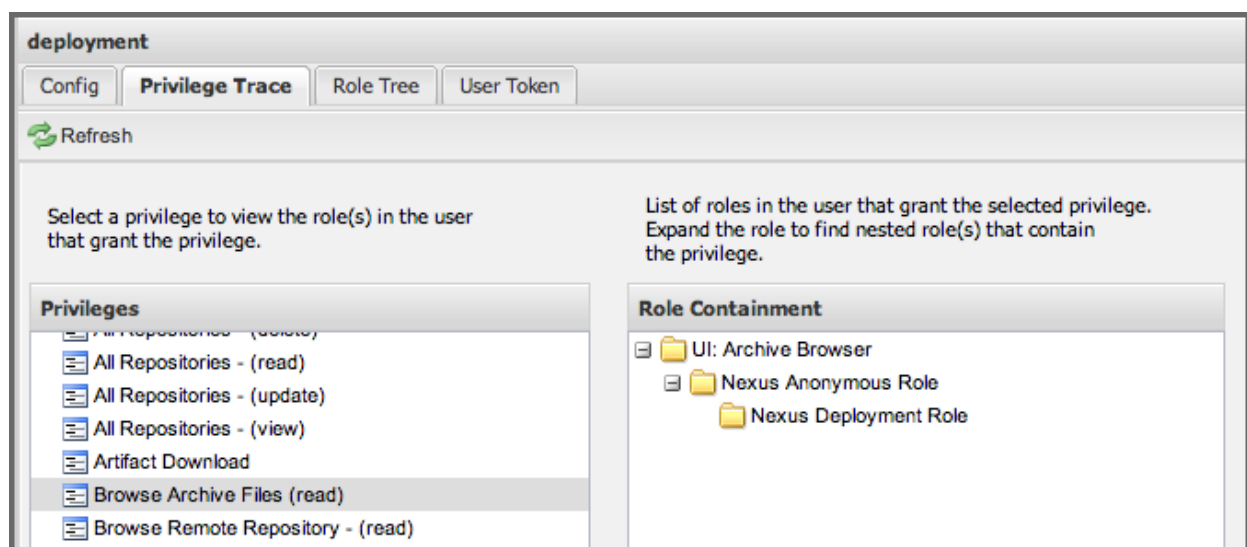 deployment
Config Privilege Trace Role Tree User Token
Refresh
Select a privilege to view the role(s) in the user
that grant the privilege.
List of roles in the user that grant the selected privilege.
Expand the role to find nested role(s) that contain
the privilege.
Privileges
All Repositories - (delete)
All Repositories - (read)
All Repositories - (update)
All Repositories - (view)
Artifact Download
Browse Archive Files (read)
Browse Remote Repository - (read)
Role Containment
UI: Archive Browser
Nexus Anonymous Role
Nexus Deployment Role